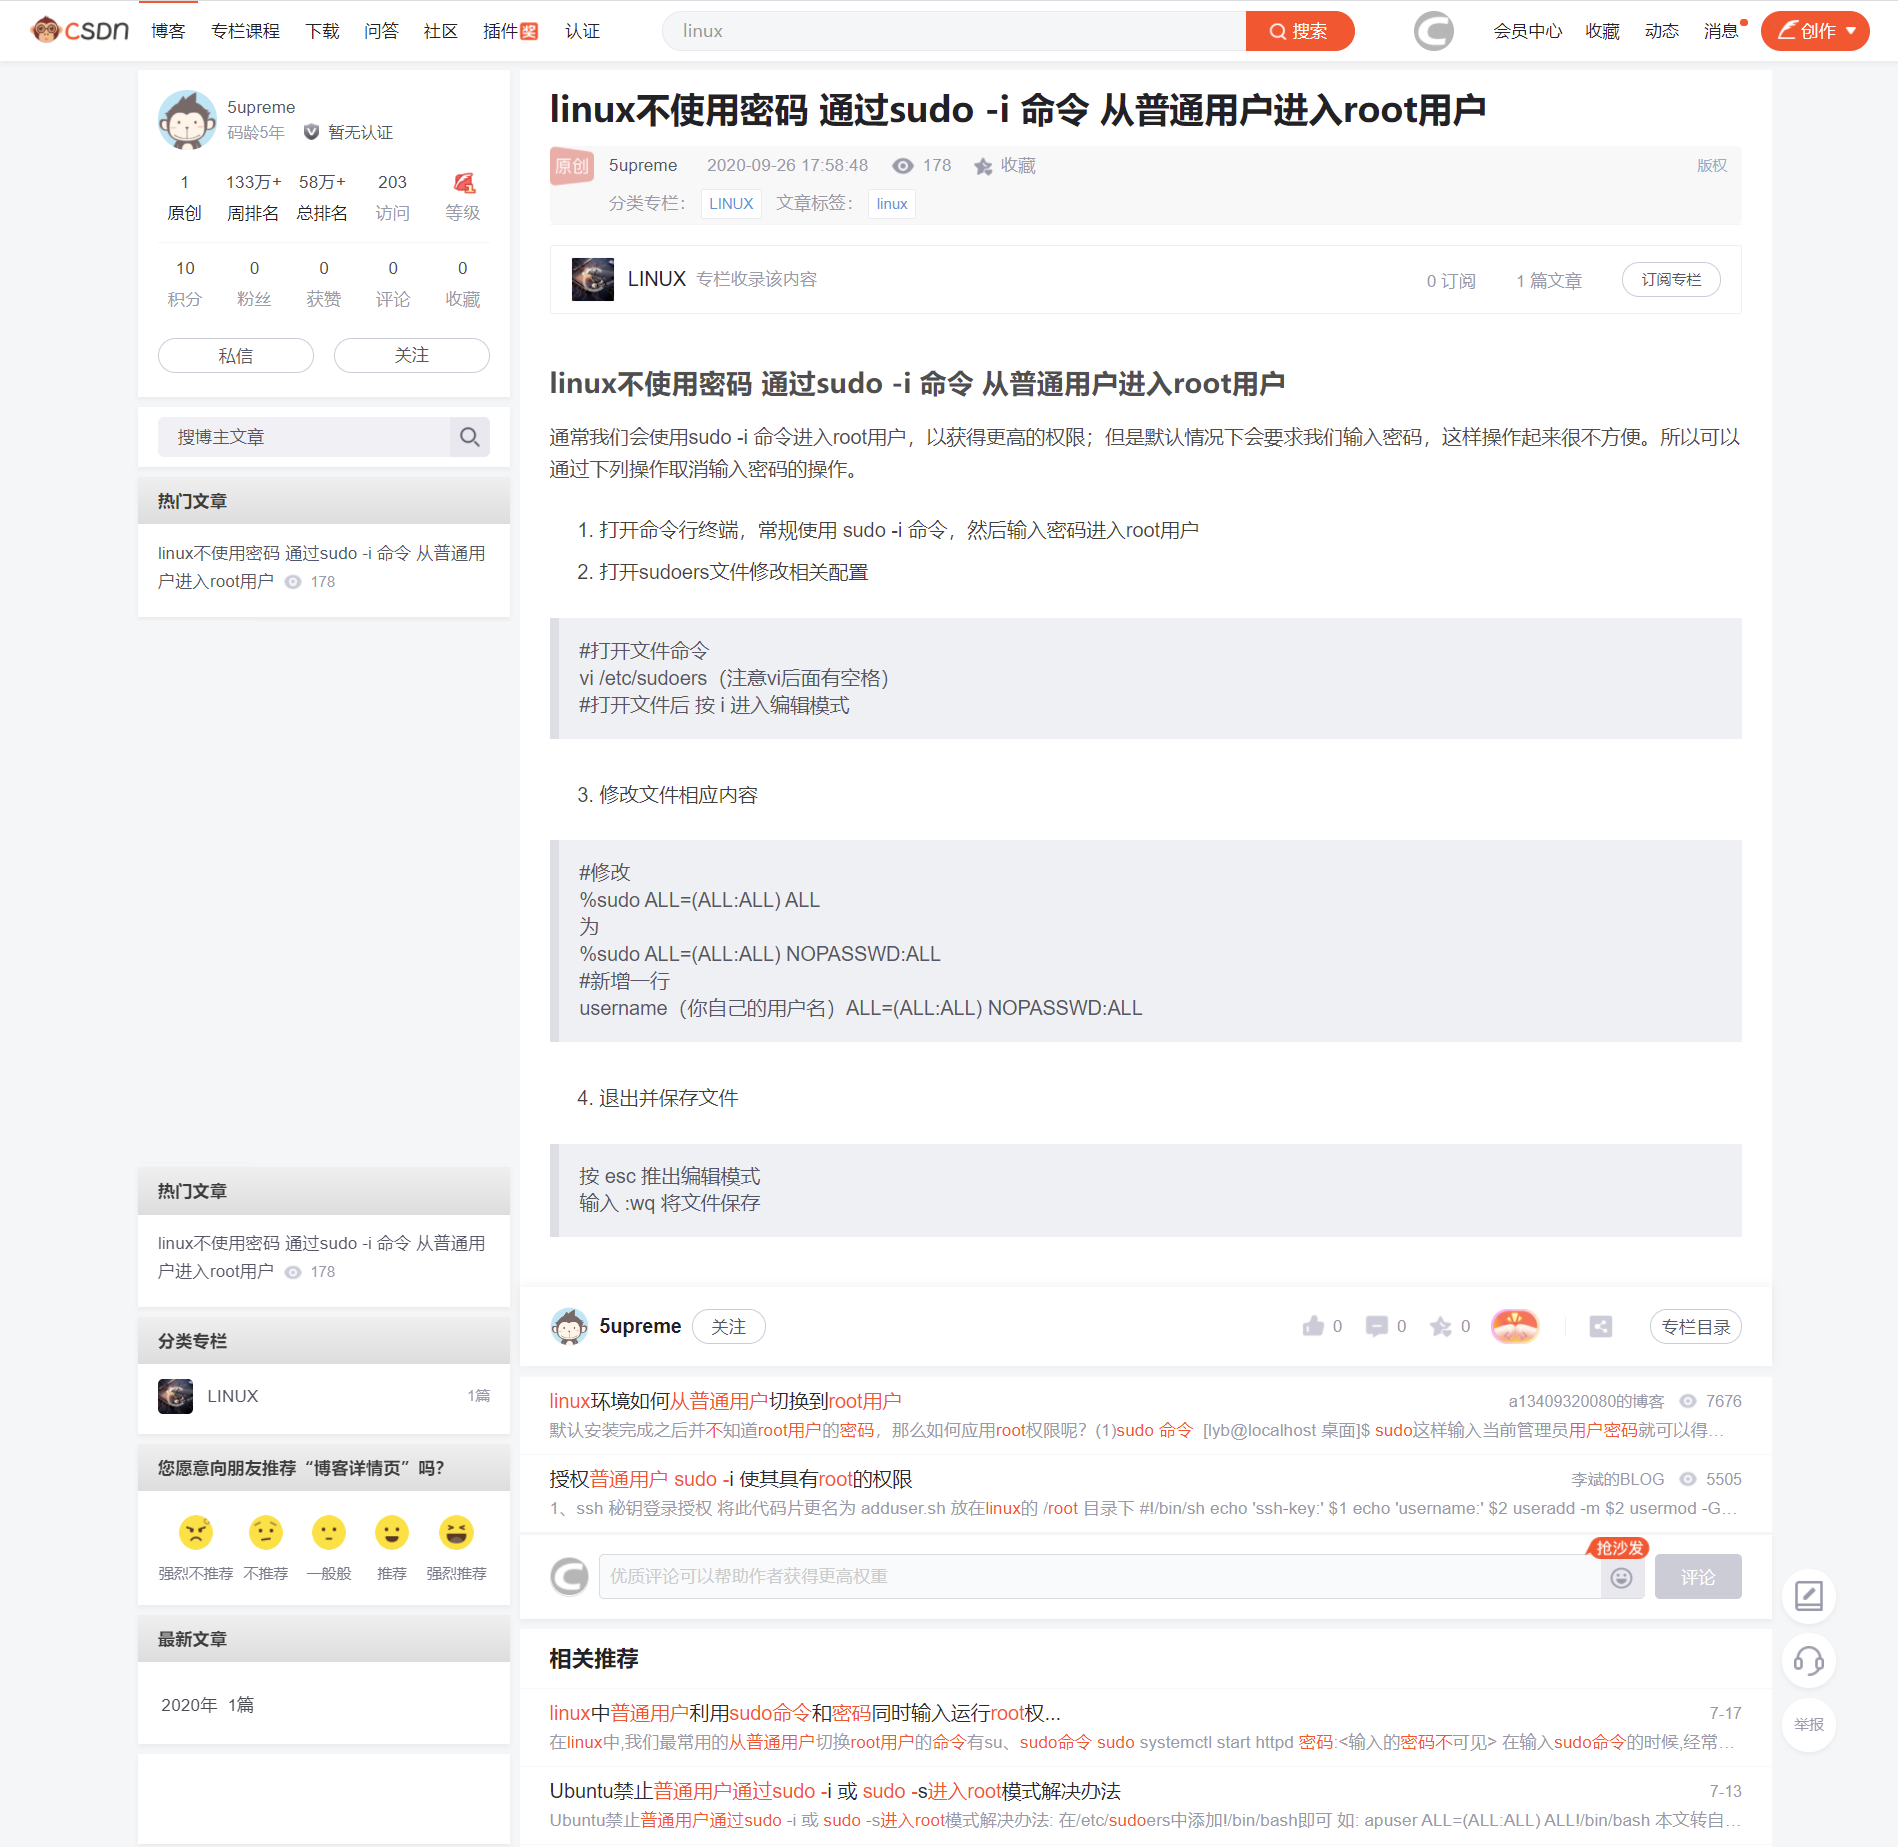 CSDN 博客 专栏课程 下载 问答 社区 插件 奖 认证 linux 搜索 会员中心 收藏 动态 消息 创作
5upreme
码龄5年 暂无认证
1 133万+ 58万+ 203
原创 周排名 总排名 访问 等级
10 0 0 0 0
积分 粉丝 获赞 评论 收藏
私信 关注
搜博主文章
热门文章
linux不使用密码 通过sudo -i 命令 从普通用
户进入root用户 178
热门文章
linux不使用密码 通过sudo -i 命令 从普通用
户进入root用户 178
分类专栏
LINUX 1篇
您愿意向朋友推荐“博客详情页”吗？
强烈不推荐 不推荐 一般般 推荐 强烈推荐
最新文章
2020年 1篇
linux不使用密码 通过sudo -i 命令 从普通用户进入root用户
原创 5upreme 2020-09-26 17:58:48 178 收藏 版权
分类专栏： LINUX 文章标签： linux
LINUX 专栏收录该内容 0 订阅 1 篇文章 订阅专栏
linux不使用密码 通过sudo -i 命令 从普通用户进入root用户
通常我们会使用sudo -i 命令进入root用户，以获得更高的权限；但是默认情况下会要求我们输入密码，这样操作起来很不方便。所以可以
通过下列操作取消输入密码的操作。
1. 打开命令行终端，常规使用 sudo -i 命令，然后输入密码进入root用户
2. 打开sudoers文件修改相关配置
#打开文件命令
vi /etc/sudoers（注意vi后面有空格）
#打开文件后 按 i 进入编辑模式
3. 修改文件相应内容
#修改
%sudo ALL=(ALL:ALL) ALL
为
%sudo ALL=(ALL:ALL) NOPASSWD:ALL
#新增一行
username（你自己的用户名）ALL=(ALL:ALL) NOPASSWD:ALL
4. 退出并保存文件
按 esc 推出编辑模式
输入 :wq 将文件保存
5upreme 关注 0 0 0 专栏目录
linux环境如何从普通用户切换到root用户 a13409320080的博客 7676
默认安装完成之后并不知道root用户的密码，那么如何应用root权限呢？(1)sudo 命令 [lyb@localhost 桌面]$ sudo这样输入当前管理员用户密码就可以得...
授权普通用户 sudo -i 使其具有root的权限 李斌的BLOG 5505
1、ssh 秘钥登录授权 将此代码片更名为 adduser.sh 放在linux的 /root 目录下 #!/bin/sh echo 'ssh-key:' $1 echo 'username:' $2 useradd -m $2 usermod -G...
抢沙发
优质评论可以帮助作者获得更高权重 评论
相关推荐
linux中普通用户利用sudo命令和密码同时输入运行root权... 7-17
在linux中,我们最常用的从普通用户切换root用户的命令有su、sudo命令 sudo systemctl start httpd 密码:<输入的密码不可见> 在输入sudo命令的时候,经常...
Ubuntu禁止普通用户通过sudo -i 或 sudo -s进入root模式解决办法 7-13
Ubuntu禁止普通用户通过sudo -i 或 sudo -s进入root模式解决办法: 在/etc/sudoers中添加!/bin/bash即可 如: apuser ALL=(ALL:ALL) ALL!/bin/bash 本文转自...
举报